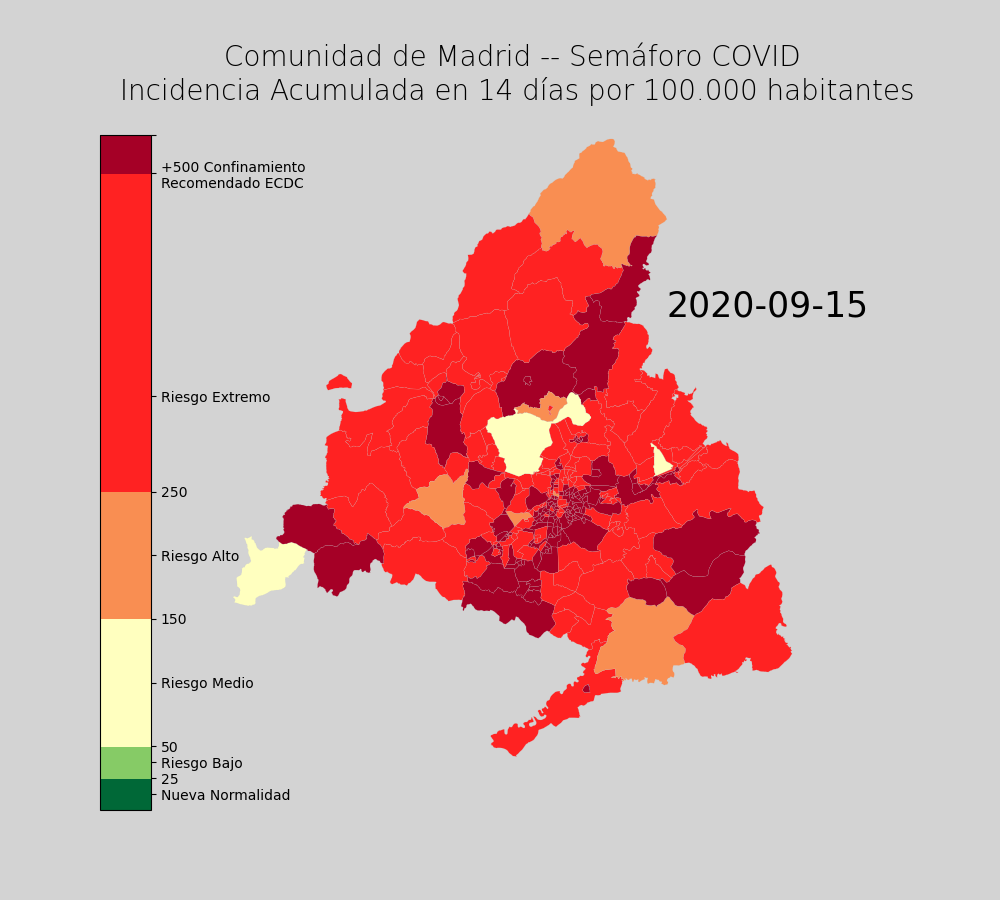 Comunidad de Madrid -- Semáforo COVID
Incidencia Acumulada en 14 días por 100.000 habitantes
+500 Confinamiento
Recomendado ECDC
2020-09-15
Riesgo Extremo
250
Riesgo Alto
150
Riesgo Medio
50
Riesgo Bajo
25
Nueva Normalidad